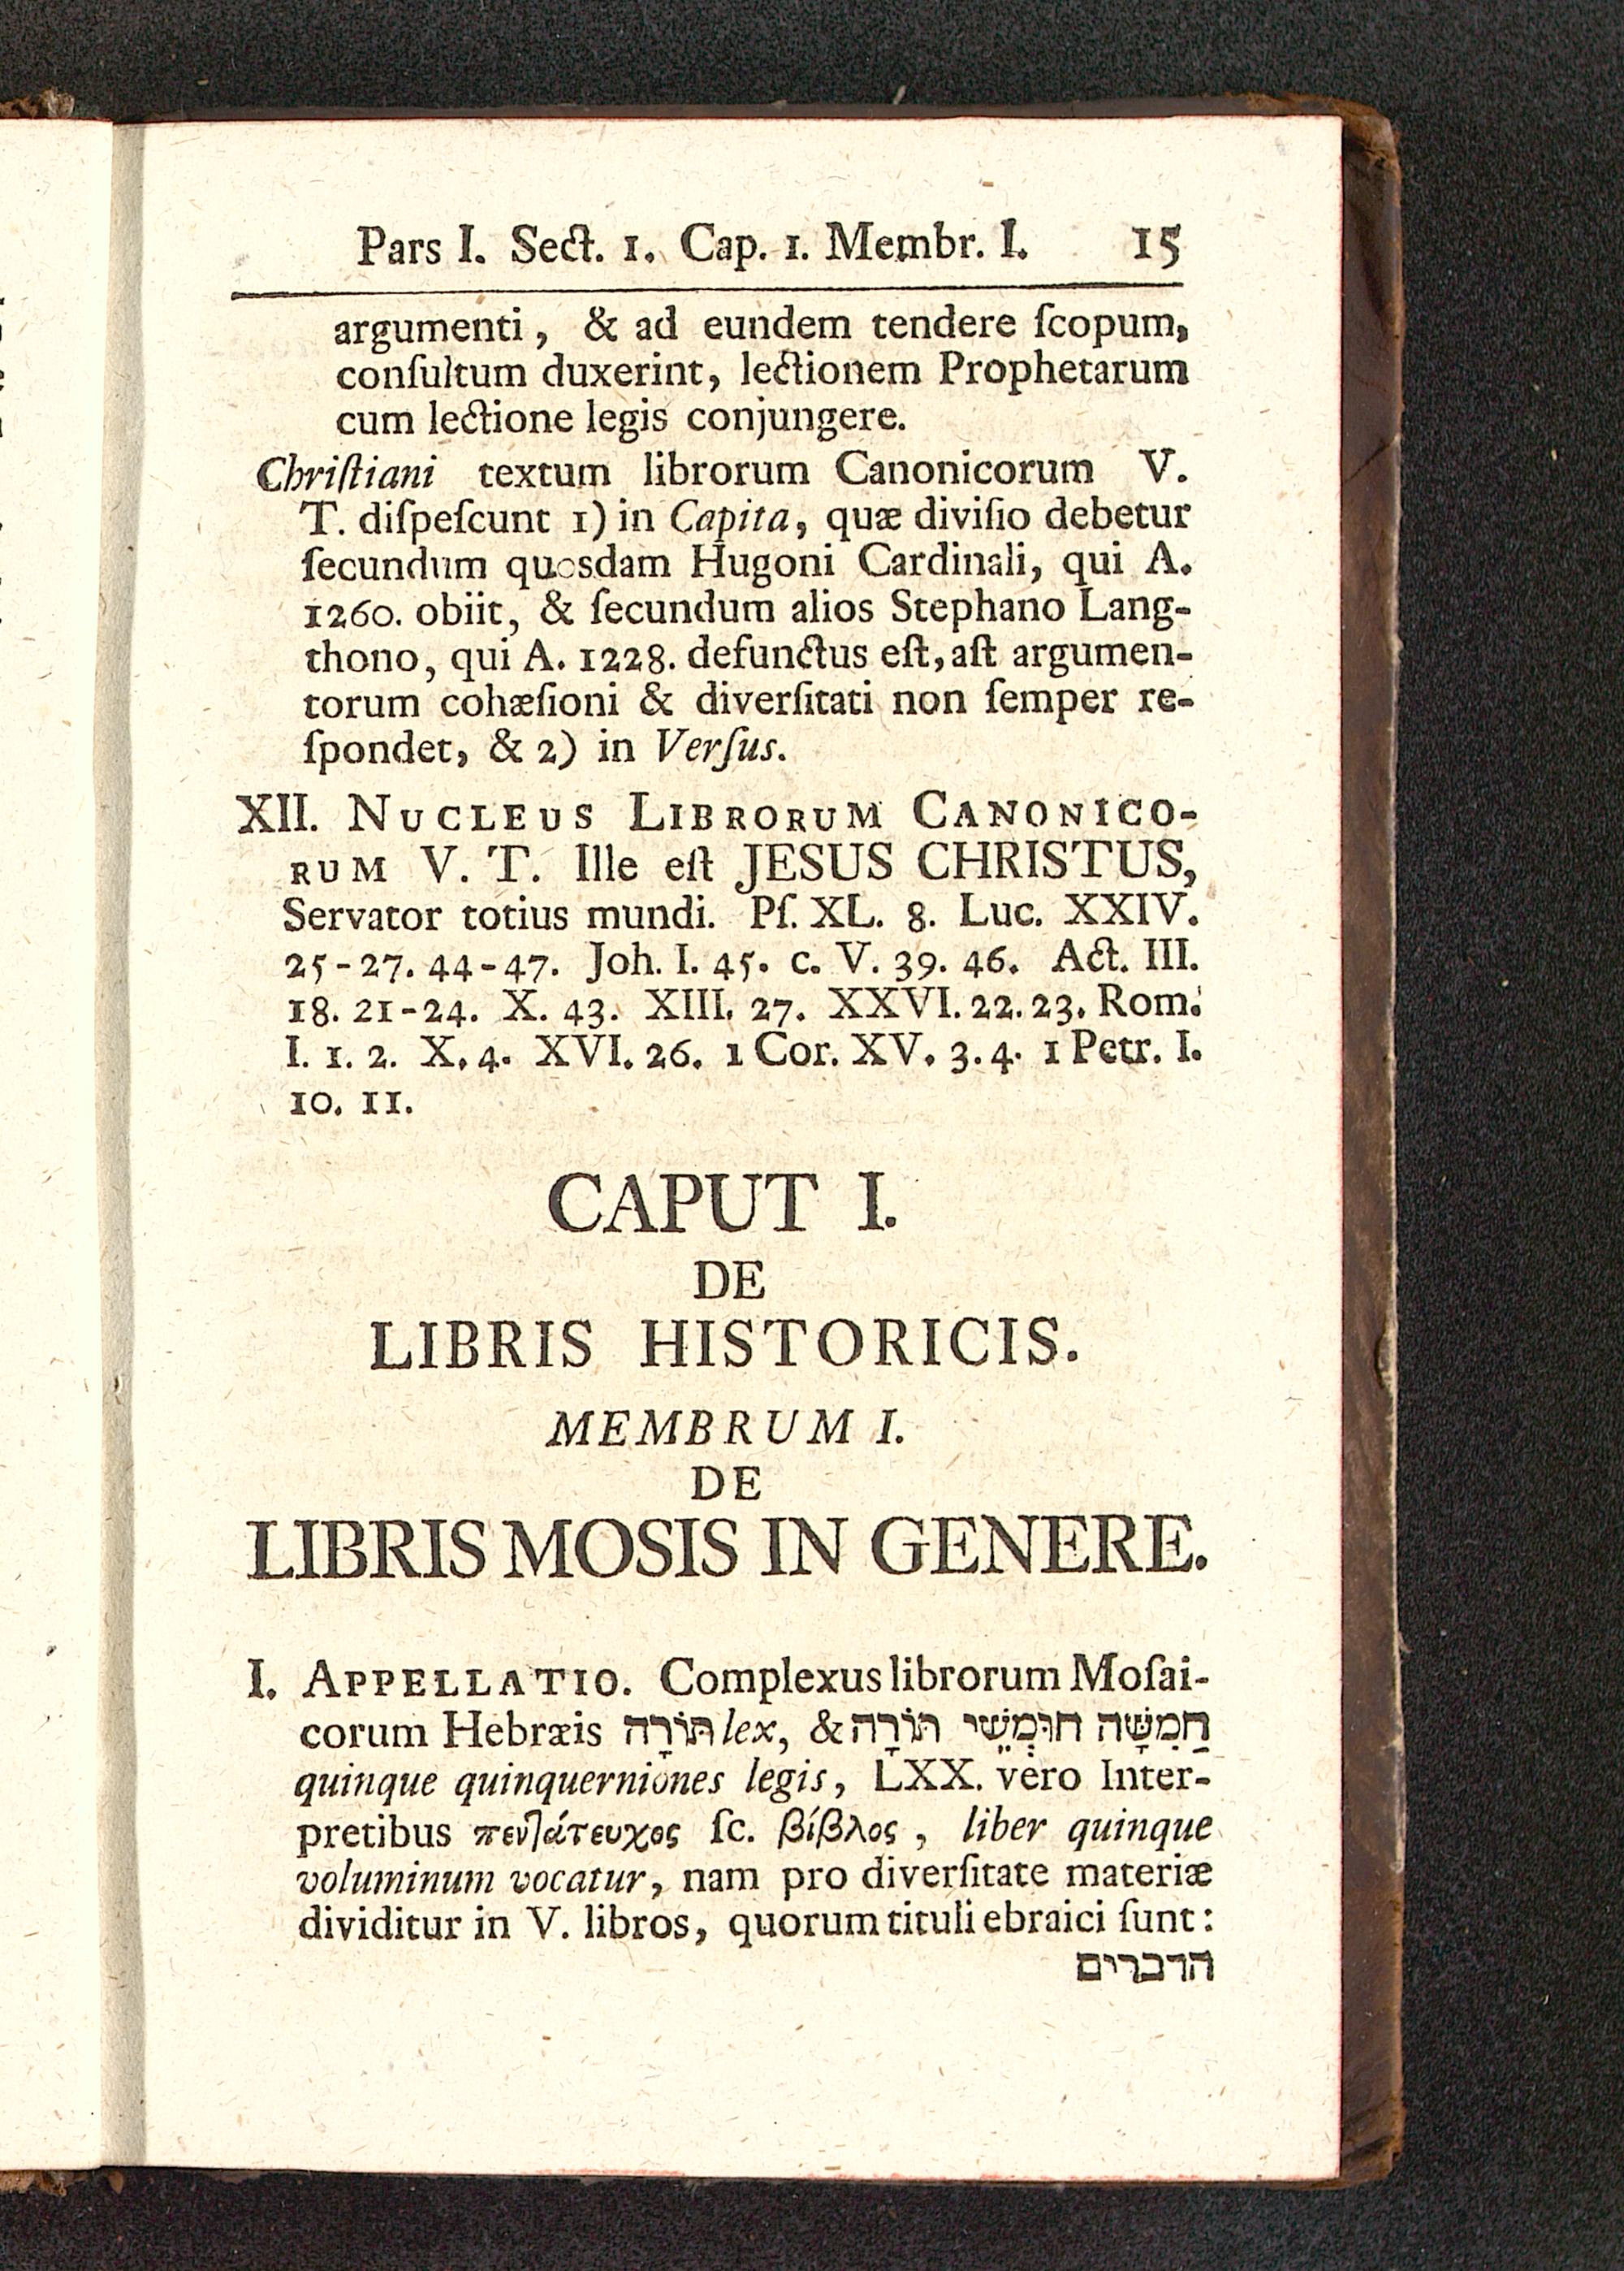 Pars I. Sect. 1. Cap. 1. Membr. I. 15
argumenti, & ad eundem tendere ſcopum,
conſultum duxerint, lectionem Prophetarum
cum lectione legis conjungere.
Chriſtiani textum librorum Canonicorum V.
T. diſpeſcunt 1) in Capita, quæ diviſio debetur
ſecundum quosdam Hugoni Cardinali, qui A.
1260. obiit, & ſecundum alios Stephano Lang-
thono, qui A. 1228. defunctus eſt, aſt argumen-
torum cohæſioni & diverſitati non ſemper re-
ſpondet, & 2) in Verſus.
XII. NUCLEUS LIBRORUM CANONICO-
RUM V. T. Ille eſt JESUS CHRISTUS,
Servator totius mundi. Pſ. XL. 8. Luc. XXIV.
25-27. 44-47. Joh. I. 45. c. V. 39. 46. Act. III.
18. 21-24. X. 43. XIII. 27. XXVI. 22. 23. Rom.
I. 1. 2. X. 4. XVI. 26. 1 Cor. XV. 3. 4. 1 Petr. I.
10. 11.
CAPUT I.
DE
LIBRIS HISTORICIS.
MEMBRUM I.
DE
LIBRIS MOSIS IN GENERE.
I. APPELLATIO. Complexus librorum Moſai-
corum Hebræis תּוֹרָה lex, & חֲמִשָּׁה חוּמְשֵׁי תּוֹרָה
quinque quinquerniones legis, LXX. vero Inter-
pretibus πεντάτευχος ſc. βίβλος, liber quinque
voluminum vocatur, nam pro diverſitate materiæ
dividitur in V. libros, quorum tituli ebraici ſunt:
הדברים